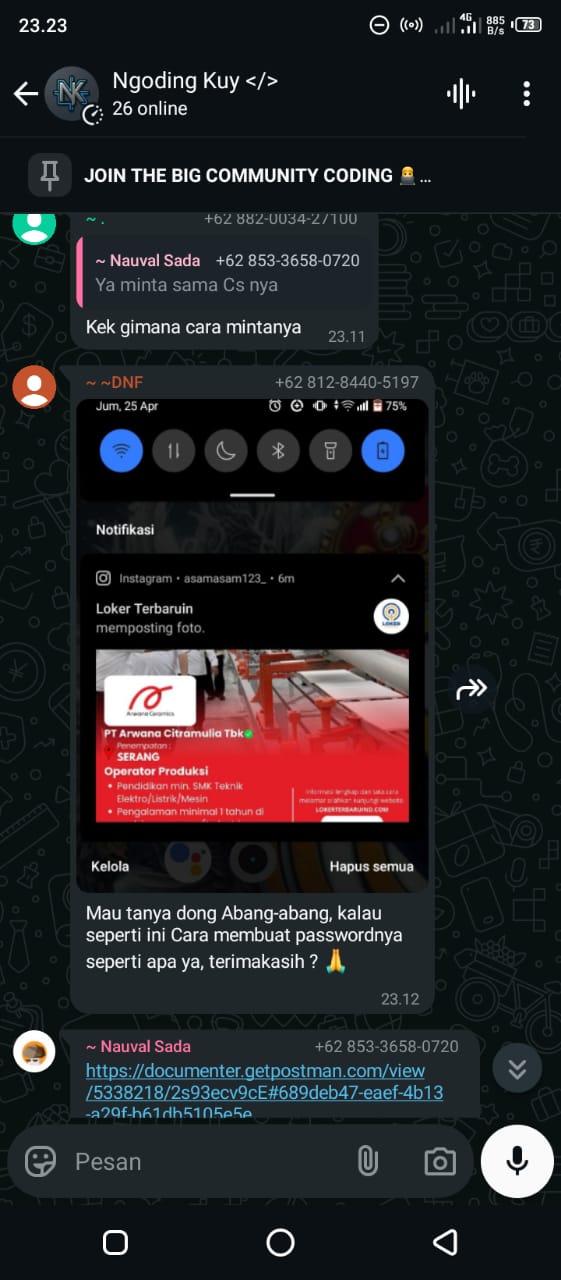 23.23
4G
885
B/s
73
Ngoding Kuy </>
26 online
JOIN THE BIG COMMUNITY CODING 👨‍💻 ...
~ .
+62 882-0034-27100
~ Nauval Sada +62 853-3658-0720
Ya minta sama Cs nya
Kek gimana cara mintanya
23.11
~ ~DNF
+62 812-8440-5197
Jum, 25 Apr
75%
Notifikasi
Instagram • asamasam123_ • 6m
Loker Terbaruin
memposting foto.
LOKER
Arwana Ceramics
PT Arwana Citramulia Tbk
Penempatan :
SERANG
Operator Produksi
• Pendidikan min. SMK Teknik
Elektro/Listrik/Mesin
• Pengalaman minimal 1 tahun di
Informasi lengkap dan tata cara
melamar silahkan kunjungi website
LOKERTERBARUIND.COM
Kelola
Hapus semua
Mau tanya dong Abang-abang, kalau
seperti ini Cara membuat passwordnya
seperti apa ya, terimakasih ? 🙏
23.12
~ Nauval Sada
+62 853-3658-0720
https://documenter.getpostman.com/view
/5338218/2s93ecv9cE#689deb47-eaef-4b13
-a29f-b61db5105e5e
Pesan